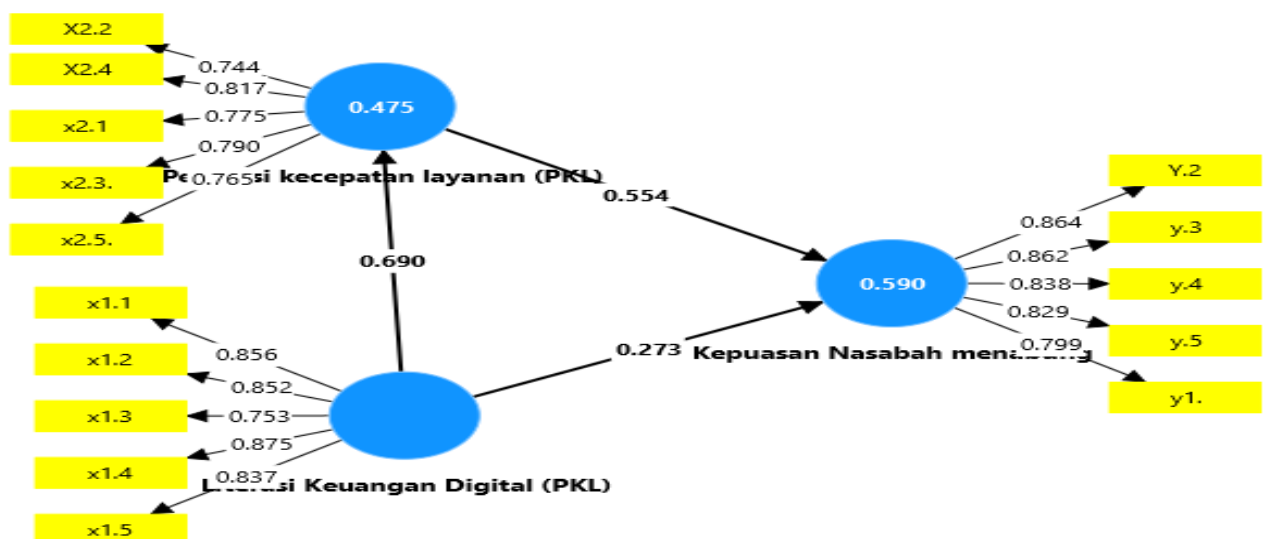 X2.2
X2.4
x2.1
x2.3.
x2.5.
0.744
0.817
0.775
0.790
0.765
0.475
kecepatan layanan (PKL)
0.690
0.554
0.273
x1.1
x1.2
x1.3
x1.4
x1.5
0.856
0.852
0.753
0.875
0.837
Keuangan Digital (PKL)
0.590
Kepuasan Nasabah
0.864
0.862
0.838
0.829
0.799
Y.2
y.3
y.4
y.5
y1.